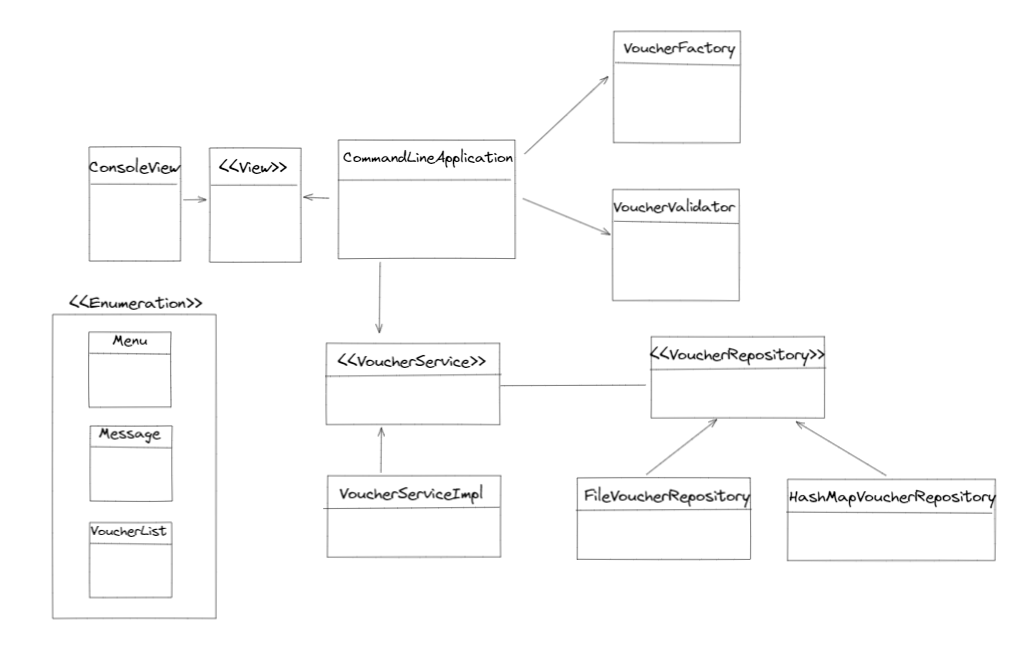 VoucherFactory
ConsoleView
<<View>>
CommandLineApplication
VoucherValidator
<<Enumeration>>
Menu
<<VoucherService>>
<<VoucherRepository>>
Message
VoucherServiceImpl
FileVoucherRepository
HashMapVoucherRepository
VoucherList